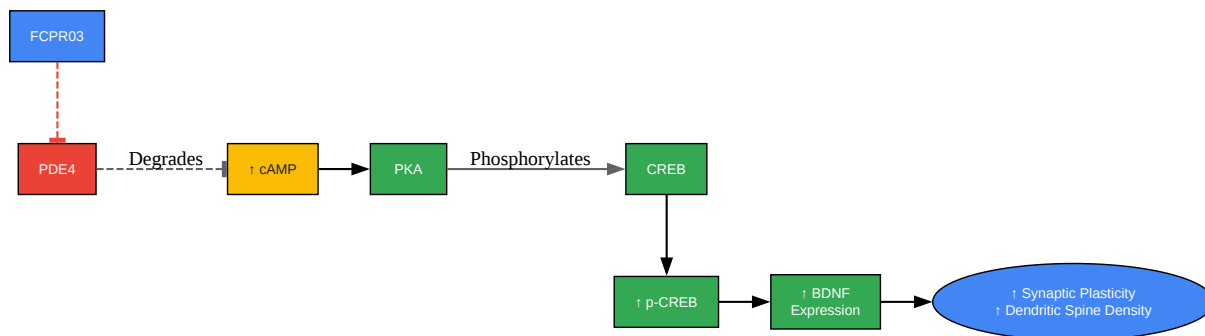 FCPR03
PDE4
Degrades
↑ cAMP
PKA
Phosphorylates
CREB
↑ p-CREB
↑ BDNF
Expression
↑ Synaptic Plasticity
↑ Dendritic Spine Density